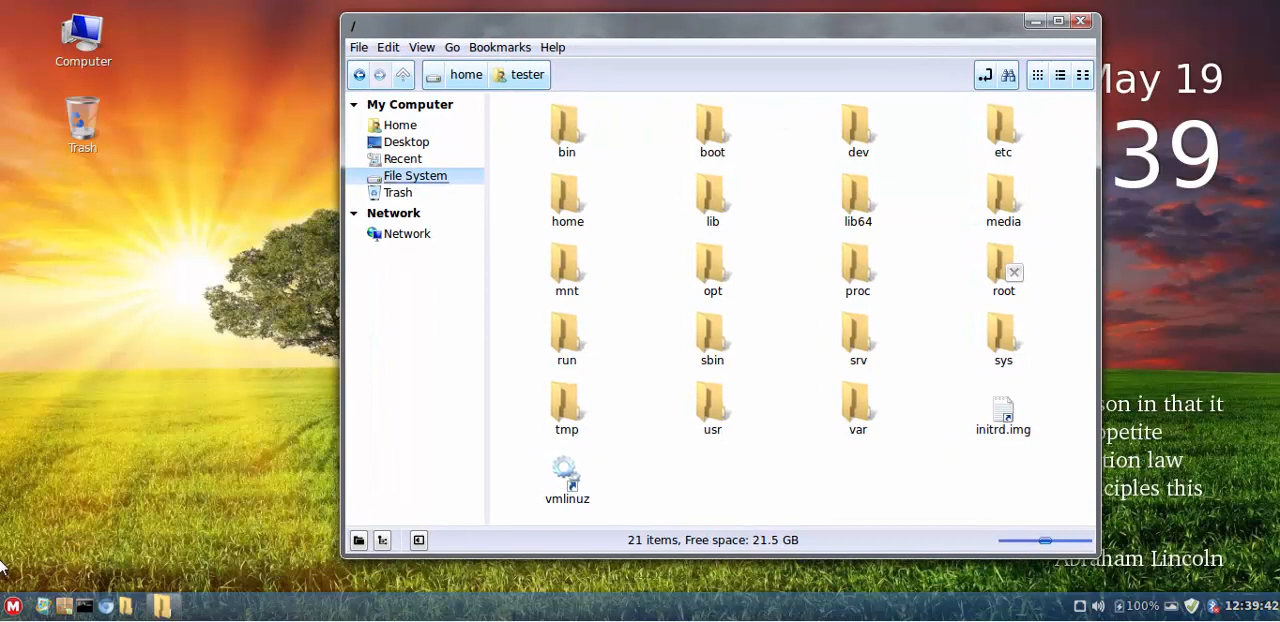 Computer
Trash
/
File Edit View Go Bookmarks Help
home tester
My Computer
Home
Desktop
Recent
File System
Trash
Network
Network
bin boot dev etc
home lib lib64 media
mnt opt proc root
run sbin srv sys
tmp usr var initrd.img
vmlinuz
21 items, Free space: 21.5 GB
May 19
39
son in that it
tion law
this
Abraham Lincoln
M
100%
12:39:42